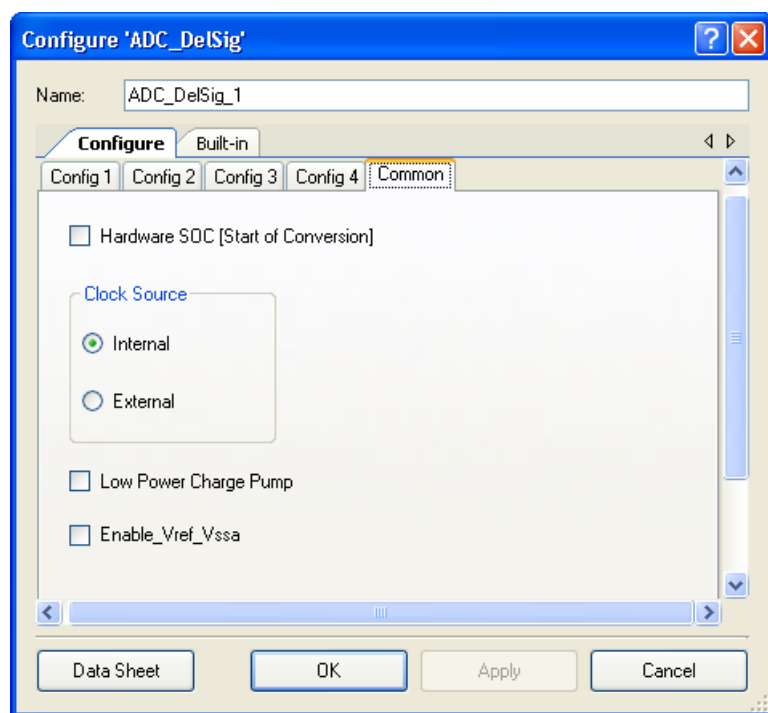 Configure 'ADC_DelSig'
Name: ADC_DelSig_1
Configure Built-in
Config 1 Config 2 Config 3 Config 4 Common
Hardware SOC [Start of Conversion]
Clock Source
Internal
External
Low Power Charge Pump
Enable_Vref_Vssa
Data Sheet OK Apply Cancel